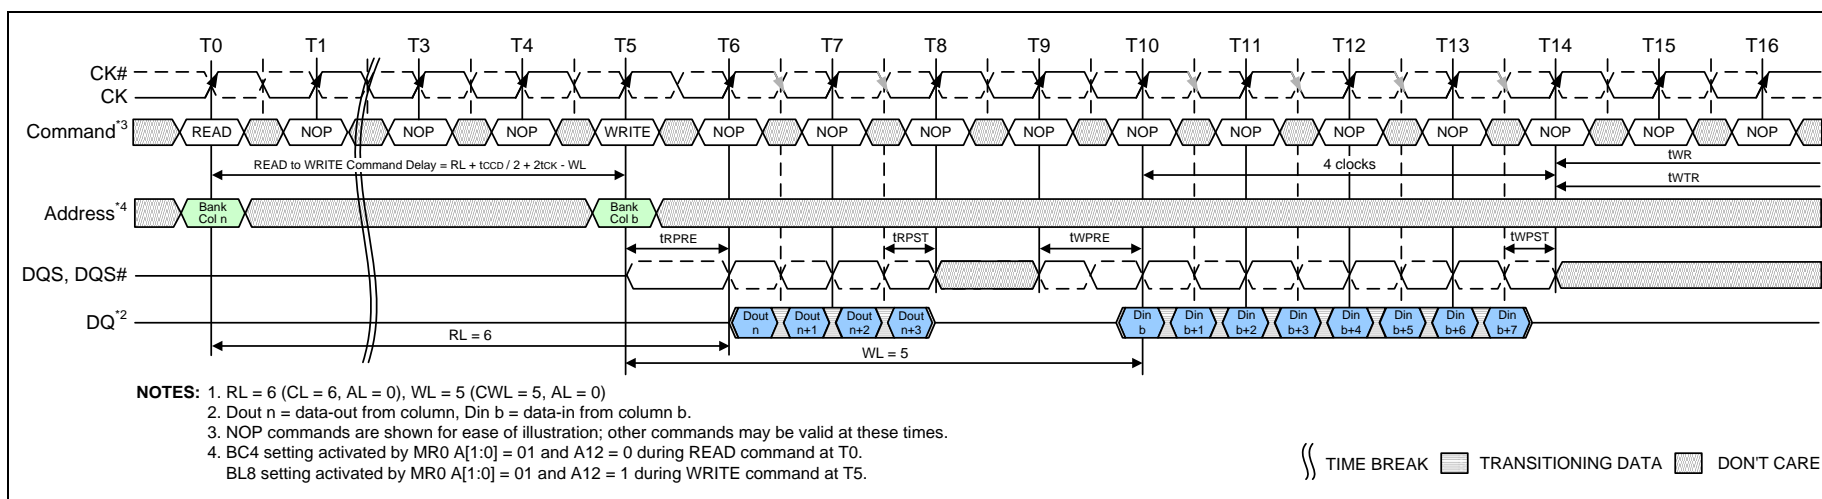 T0 T1 T3 T4 T5 T6 T7 T8 T9 T10 T11 T12 T13 T14 T15 T16
CK#
CK
Command*3 READ NOP NOP NOP WRITE NOP NOP NOP NOP NOP NOP NOP NOP NOP NOP NOP
READ to WRITE Command Delay = RL + tCCD / 2 + 2tCK - WL
4 clocks
tWR
tWTR
Address*4 Bank Col n Bank Col b
tRPRE tRPST tWPRE tWPST
DQS, DQS#
DQ*2 Dout n Dout n+1 Dout n+2 Dout n+3 Din b Din b+1 Din b+2 Din b+3 Din b+4 Din b+5 Din b+6 Din b+7
RL = 6
WL = 5
NOTES: 1. RL = 6 (CL = 6, AL = 0), WL = 5 (CWL = 5, AL = 0)
2. Dout n = data-out from column, Din b = data-in from column b.
3. NOP commands are shown for ease of illustration; other commands may be valid at these times.
4. BC4 setting activated by MR0 A[1:0] = 01 and A12 = 0 during READ command at T0.
BL8 setting activated by MR0 A[1:0] = 01 and A12 = 1 during WRITE command at T5.
TIME BREAK TRANSITIONING DATA DON'T CARE